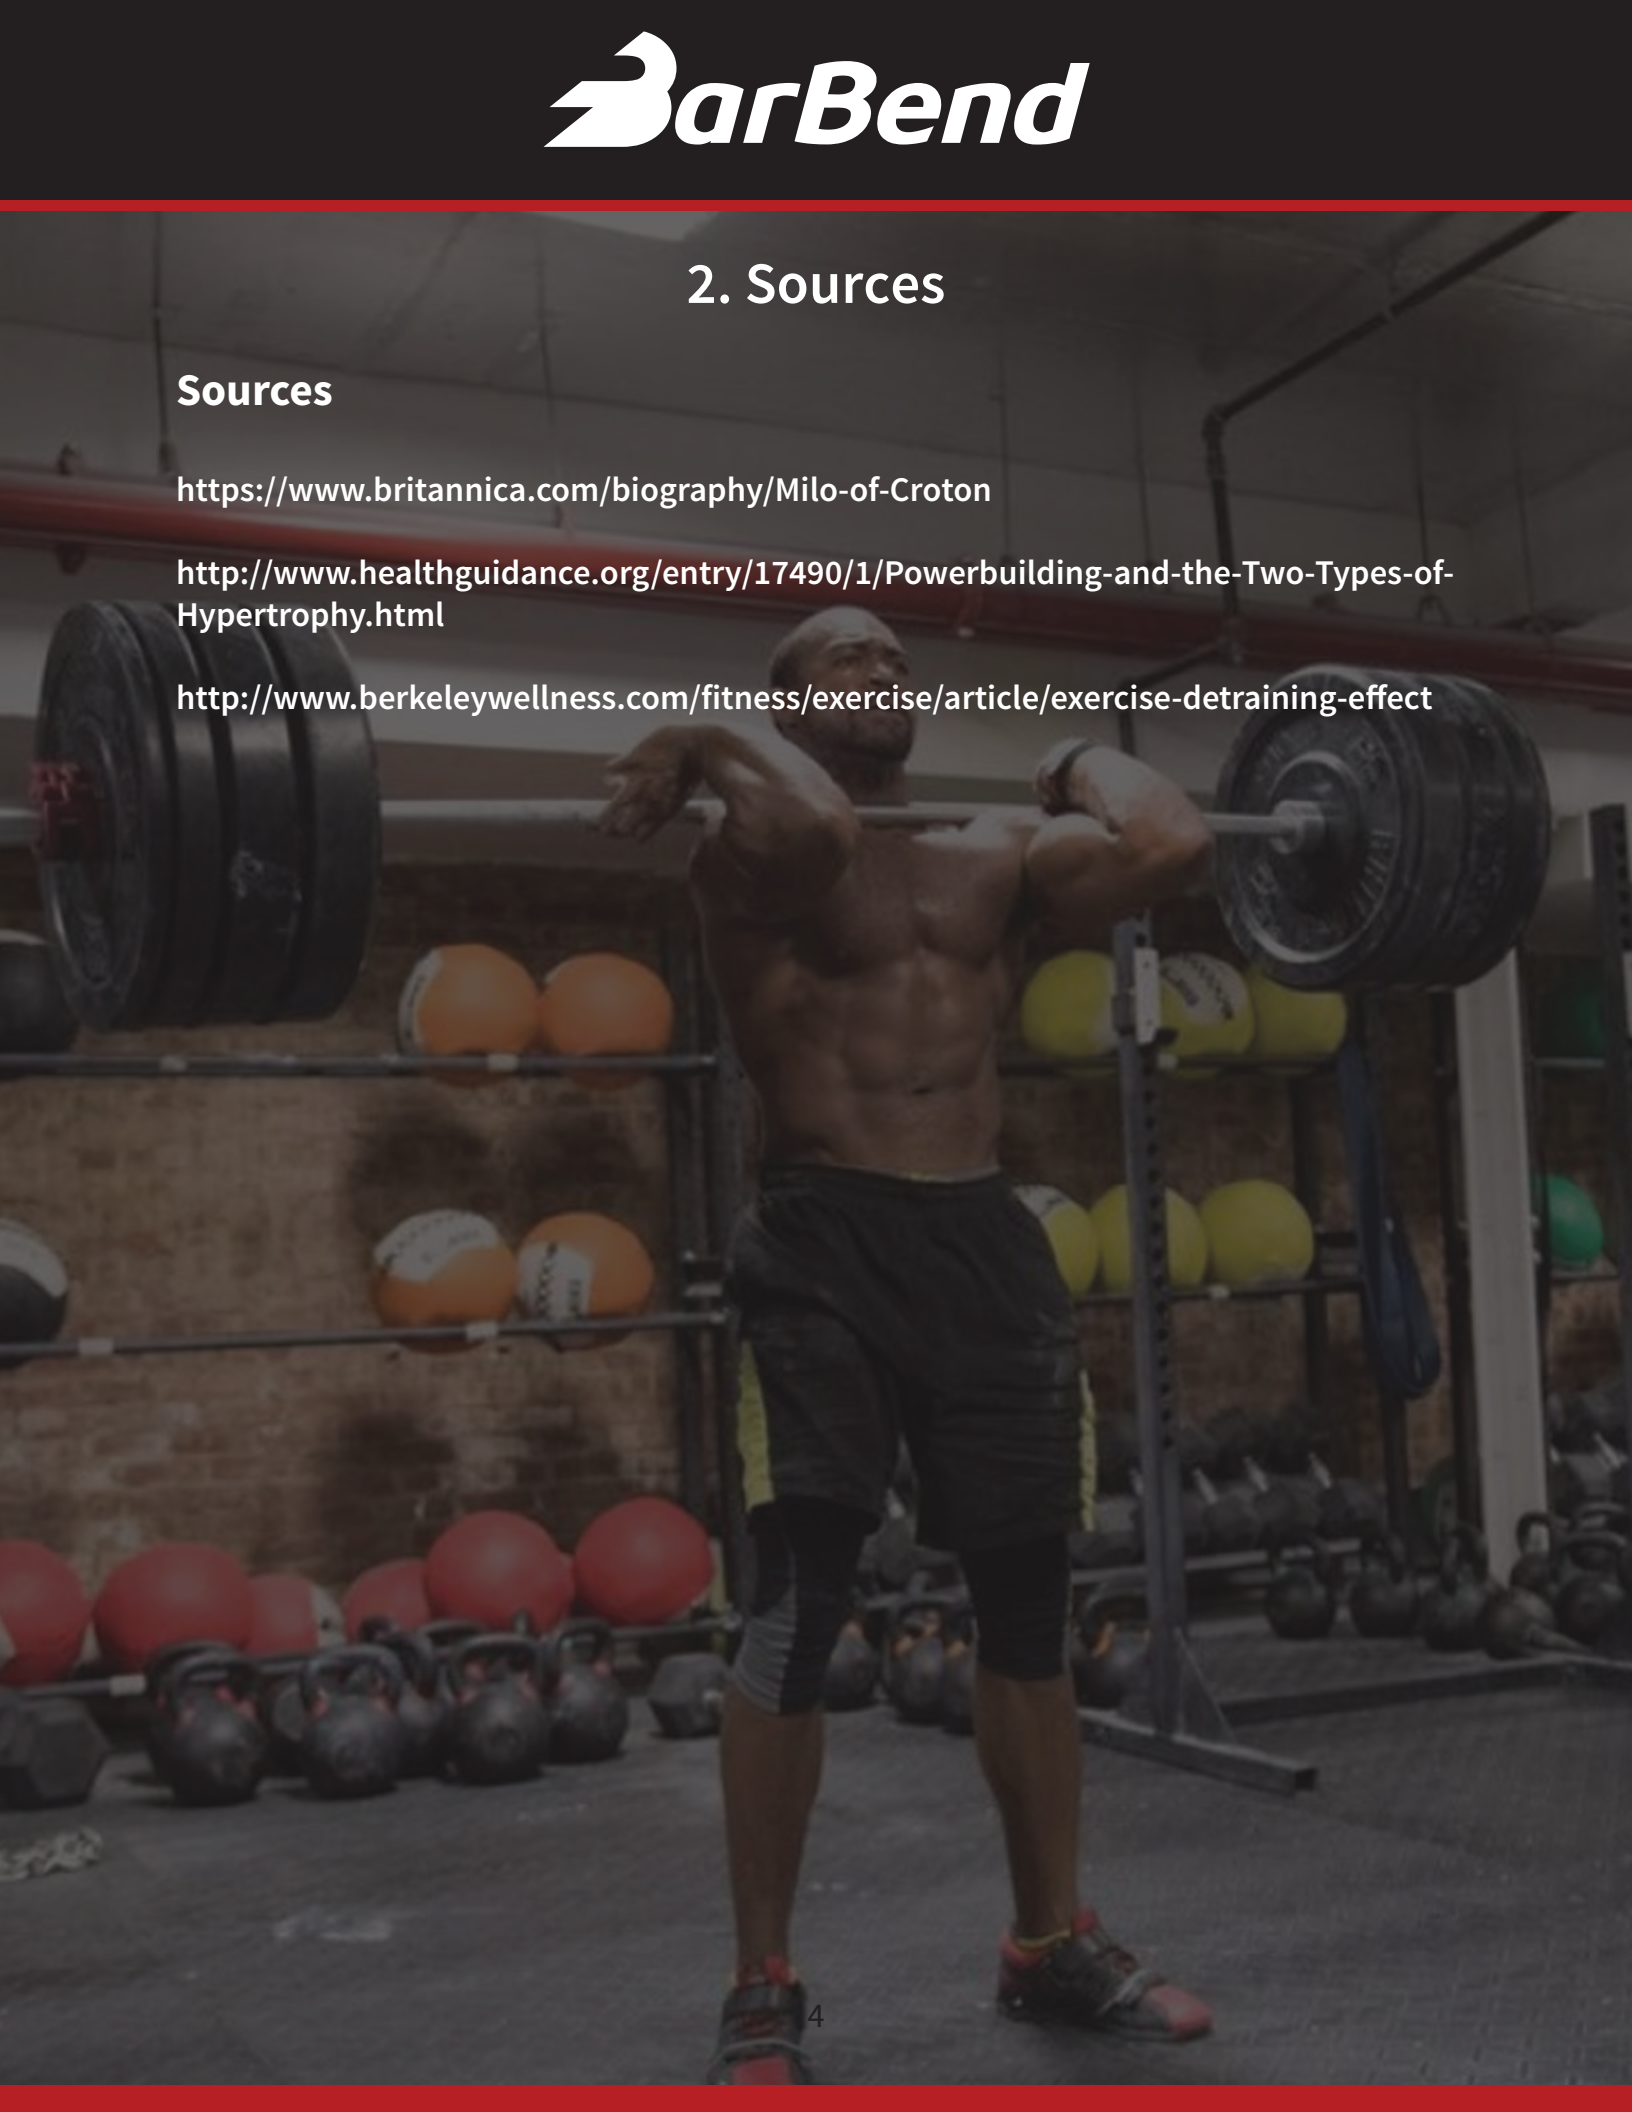 BarBend
2. Sources
Sources
https://www.britannica.com/biography/Milo-of-Croton
http://www.healthguidance.org/entry/17490/1/Powerbuilding-and-the-Two-Types-of-
Hypertrophy.html
http://www.berkeleywellness.com/fitness/exercise/article/exercise-detraining-effect
4